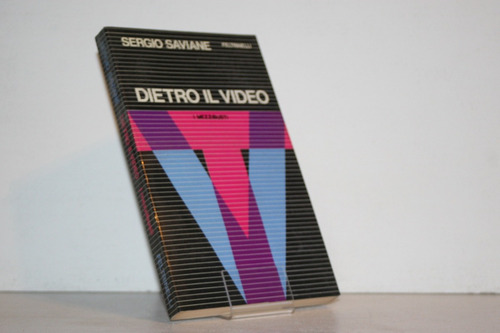 SERGIO SAVIANE
FELTRINELLI
DIETRO IL VIDEO